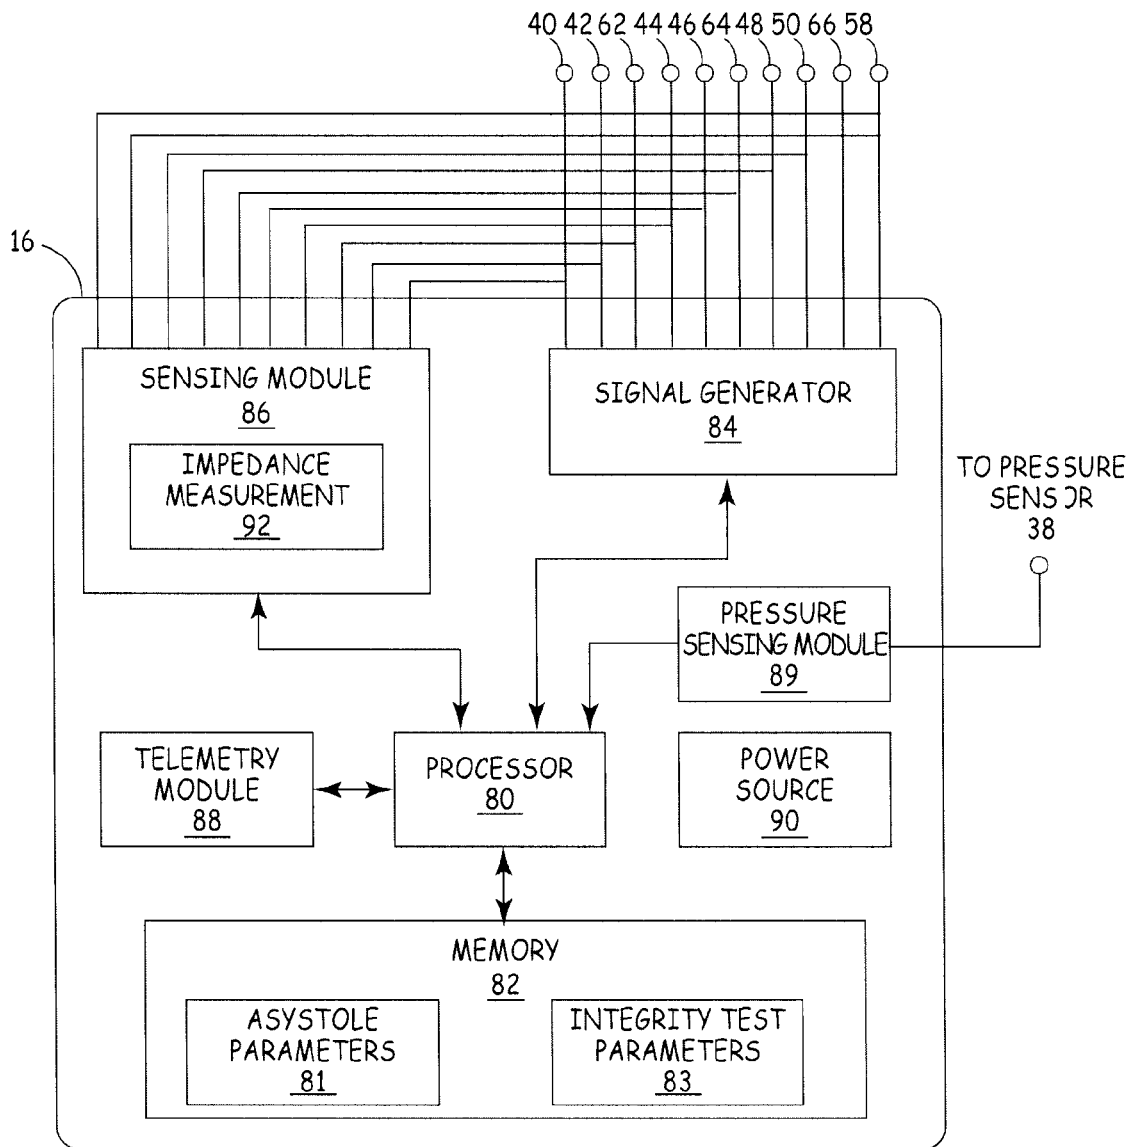 40 42 62 44 46 64 48 50 66 58
16
SENSING MODULE
86
IMPEDANCE
MEASUREMENT
92
SIGNAL GENERATOR
84
TO PRESSURE
SENSOR
38
PRESSURE
SENSING MODULE
89
TELEMETRY
MODULE
88
PROCESSOR
80
POWER
SOURCE
90
MEMORY
82
ASYSTOLE
PARAMETERS
81
INTEGRITY TEST
PARAMETERS
83